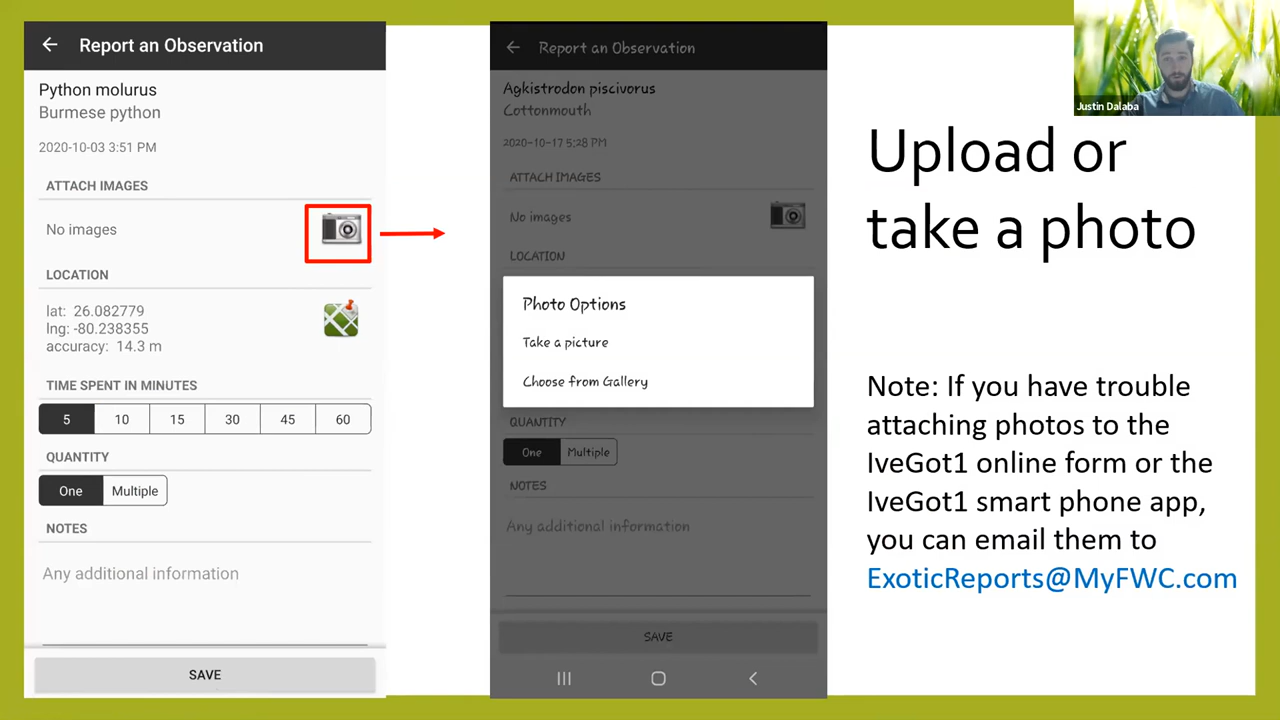 Report an Observation
Python molurus
Burmese python
2020-10-03 3:51 PM
ATTACH IMAGES
No images
LOCATION
lat: 26.082779
lng: -80.238355
accuracy: 14.3 m
TIME SPENT IN MINUTES
5 10 15 30 45 60
QUANTITY
One Multiple
NOTES
Any additional information
SAVE
Report an Observation
Agkistrodon piscivorus
Cottonmouth
2020-10-17 5:28 PM
ATTACH IMAGES
No images
LOCATION
Photo Options
Take a picture
Choose from Gallery
QUANTITY
One Multiple
NOTES
Any additional information
SAVE
Justin Dalaba
Upload or
take a photo
Note: If you have trouble
attaching photos to the
IveGot1 online form or the
IveGot1 smart phone app,
you can email them to
ExoticReports@MyFWC.com